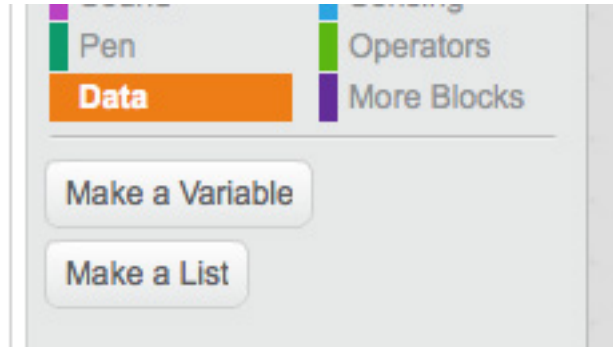 Pen Operators
Data More Blocks
Make a Variable
Make a List